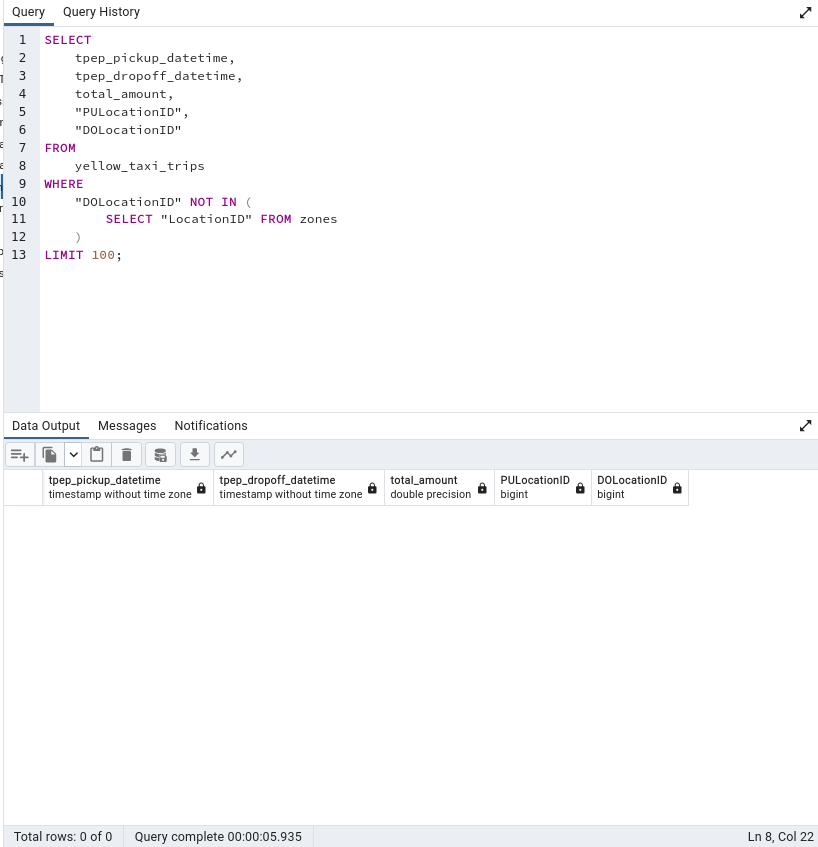 Query Query History
1 SELECT
2 tpep_pickup_datetime,
3 tpep_dropoff_datetime,
4 total_amount,
5 "PULocationID",
6 "DOLocationID"
7 FROM
8 yellow_taxi_trips
9 WHERE
10 "DOLocationID" NOT IN (
11 SELECT "LocationID" FROM zones
12 )
13 LIMIT 100;
Data Output Messages Notifications
tpep_pickup_datetime tpep_dropoff_datetime total_amount PULocationID DOLocationID
timestamp without time zone timestamp without time zone double precision bigint bigint
Total rows: 0 of 0 Query complete 00:00:05.935 Ln 8, Col 22